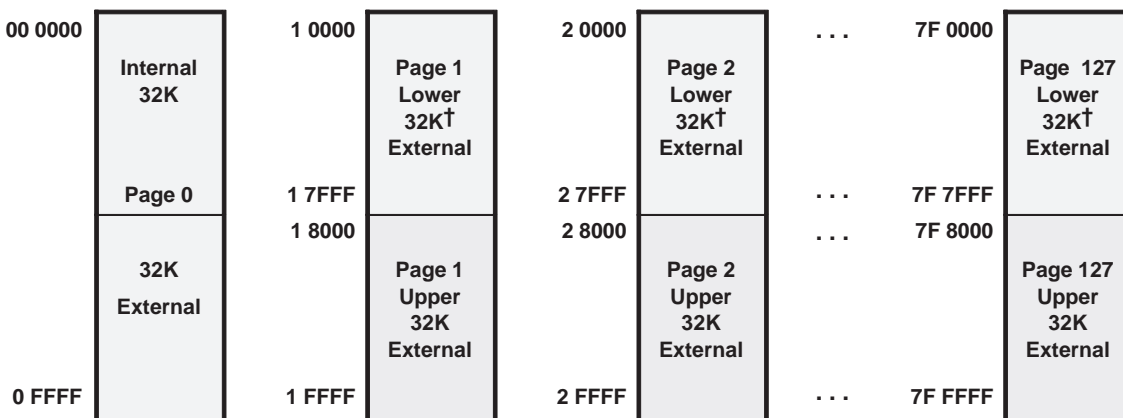 00 0000
Internal
32K
Page 0
32K
External
0 FFFF
1 0000
Page 1
Lower
32K†
External
1 7FFF
1 8000
Page 1
Upper
32K
External
1 FFFF
2 0000
Page 2
Lower
32K†
External
2 7FFF
2 8000
Page 2
Upper
32K
External
2 FFFF
. . .
. . .
. . .
. . .
7F 0000
Page 127
Lower
32K†
External
7F 7FFF
7F 8000
Page 127
Upper
32K
External
7F FFFF